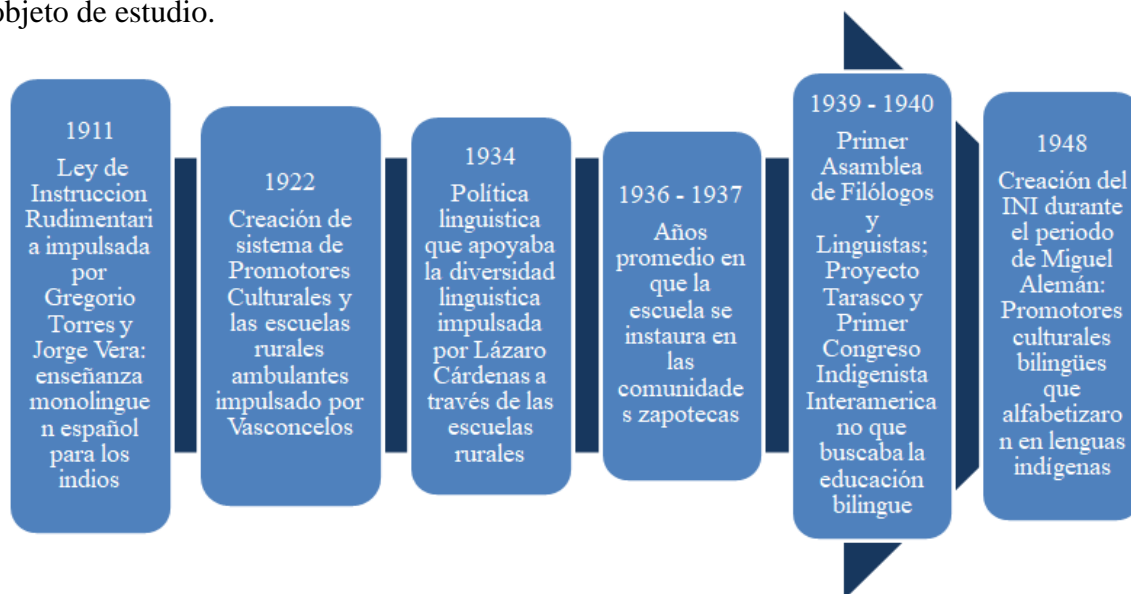 objeto de estudio.
1911
Ley de
Instruccion
Rudimentari
a impulsada
por
Gregorio
Torres y
Jorge Vera:
enseñanza
monolingue
n español
para los
indios
1922
Creación de
sistema de
Promotores
Culturales y
las escuelas
rurales
ambulantes
impulsado por
Vasconcelos
1934
Política
linguistica
que apoyaba
la diversidad
linguistica
impulsada
por Lázaro
Cárdenas a
través de las
escuelas
rurales
1936 - 1937
Años
promedio en
que la
escuela se
instaura en
las
comunidade
s zapotecas
1939 - 1940
Primer
Asamblea
de Filólogos
y
Linguistas;
Proyecto
Tarasco y
Primer
Congreso
Indigenista
Interamerica
no que
buscaba la
educación
bilingue
1948
Creación del
INI durante
el periodo
de Miguel
Alemán:
Promotores
culturales
bilingües
que
alfabetizaro
n en lenguas
indígenas